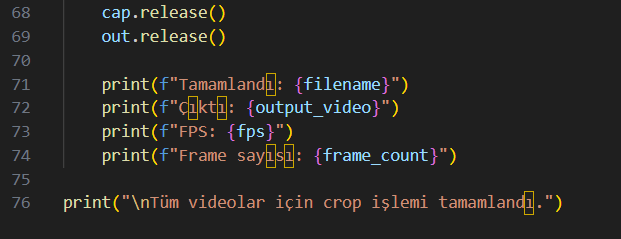 68 cap.release()
69 out.release()
70
71 print(f"Tamamlandı: {filename}")
72 print(f"Çıktı: {output_video}")
73 print(f"FPS: {fps}")
74 print(f"Frame sayısı: {frame_count}")
75
76 print("\nTüm videolar için crop işlemi tamamlandı.")